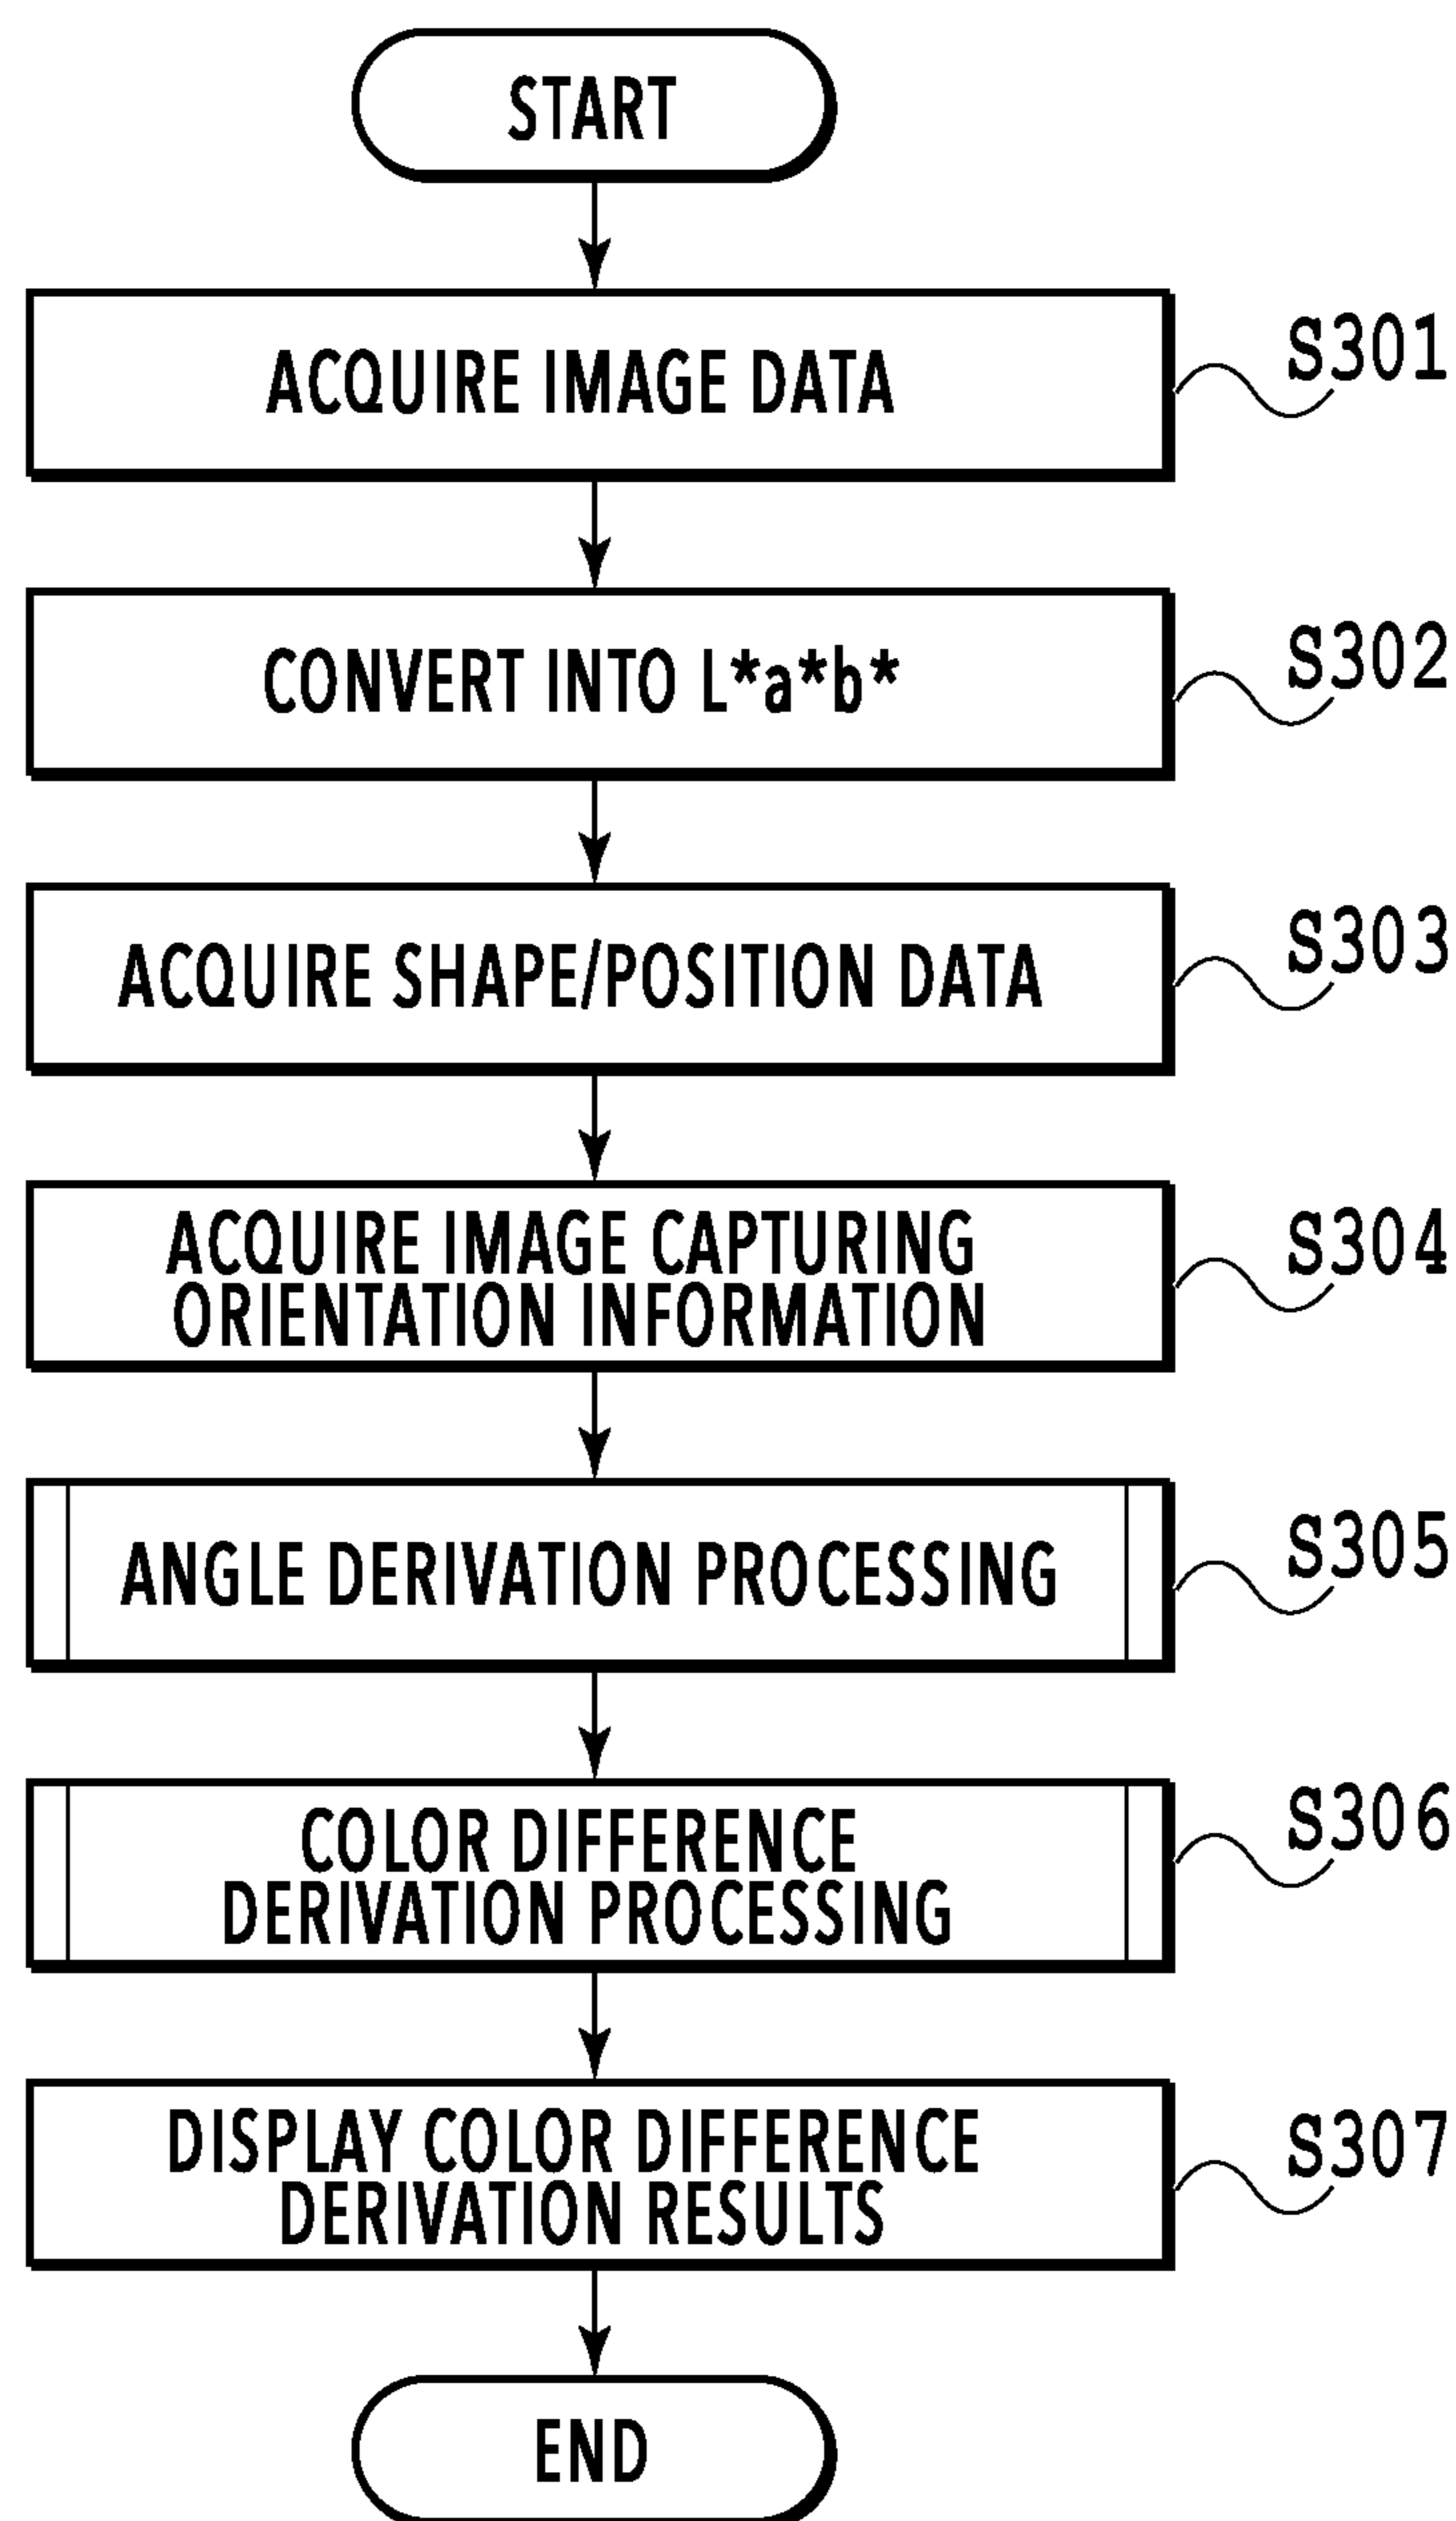 START
ACQUIRE IMAGE DATA
S301
CONVERT INTO L*a*b*
S302
ACQUIRE SHAPE/POSITION DATA
S303
ACQUIRE IMAGE CAPTURING
ORIENTATION INFORMATION
S304
ANGLE DERIVATION PROCESSING
S305
COLOR DIFFERENCE
DERIVATION PROCESSING
S306
DISPLAY COLOR DIFFERENCE
DERIVATION RESULTS
S307
END